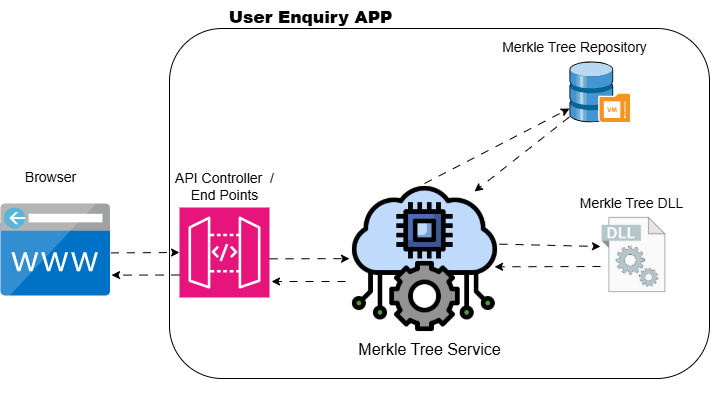 User Enquiry APP
Merkle Tree Repository
VM
Browser
API Controller /
End Points
Merkle Tree DLL
WWW
</>
DLL
Merkle Tree Service